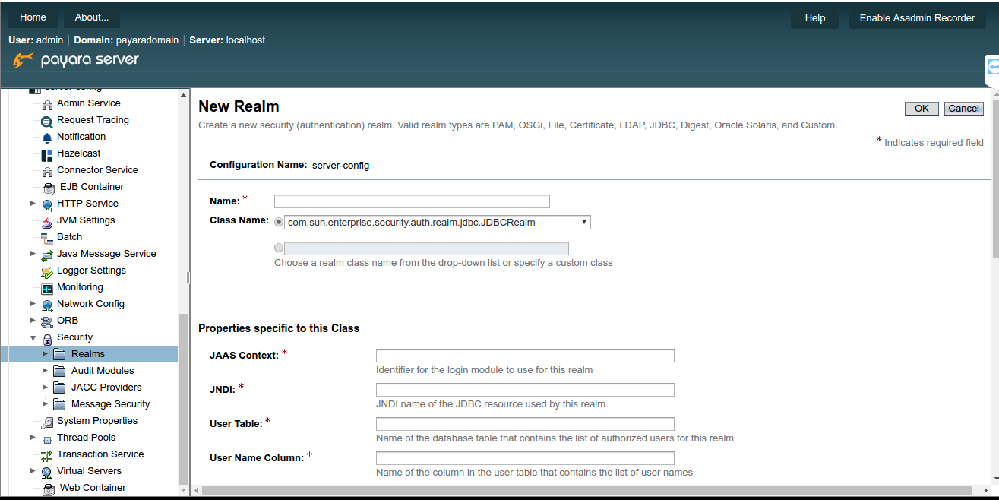 Home About... Help Enable Asadmin Recorder
User: admin Domain: payaradomain Server: localhost
payara server
server-config
Admin Service
Request Tracing
Notification
Hazelcast
Connector Service
EJB Container
HTTP Service
JVM Settings
Batch
Java Message Service
Logger Settings
Monitoring
Network Config
ORB
Security
Realms
Audit Modules
JACC Providers
Message Security
System Properties
Thread Pools
Transaction Service
Virtual Servers
Web Container
New Realm
OK Cancel
Create a new security (authentication) realm. Valid realm types are PAM, OSGi, File, Certificate, LDAP, JDBC, Digest, Oracle Solaris, and Custom.
* Indicates required field
Configuration Name: server-config
Name: *
Class Name: com.sun.enterprise.security.auth.realm.jdbc.JDBCRealm
Choose a realm class name from the drop-down list or specify a custom class
Properties specific to this Class
JAAS Context: *
Identifier for the login module to use for this realm
JNDI: *
JNDI name of the JDBC resource used by this realm
User Table: *
Name of the database table that contains the list of authorized users for this realm
User Name Column: *
Name of the column in the user table that contains the list of user names